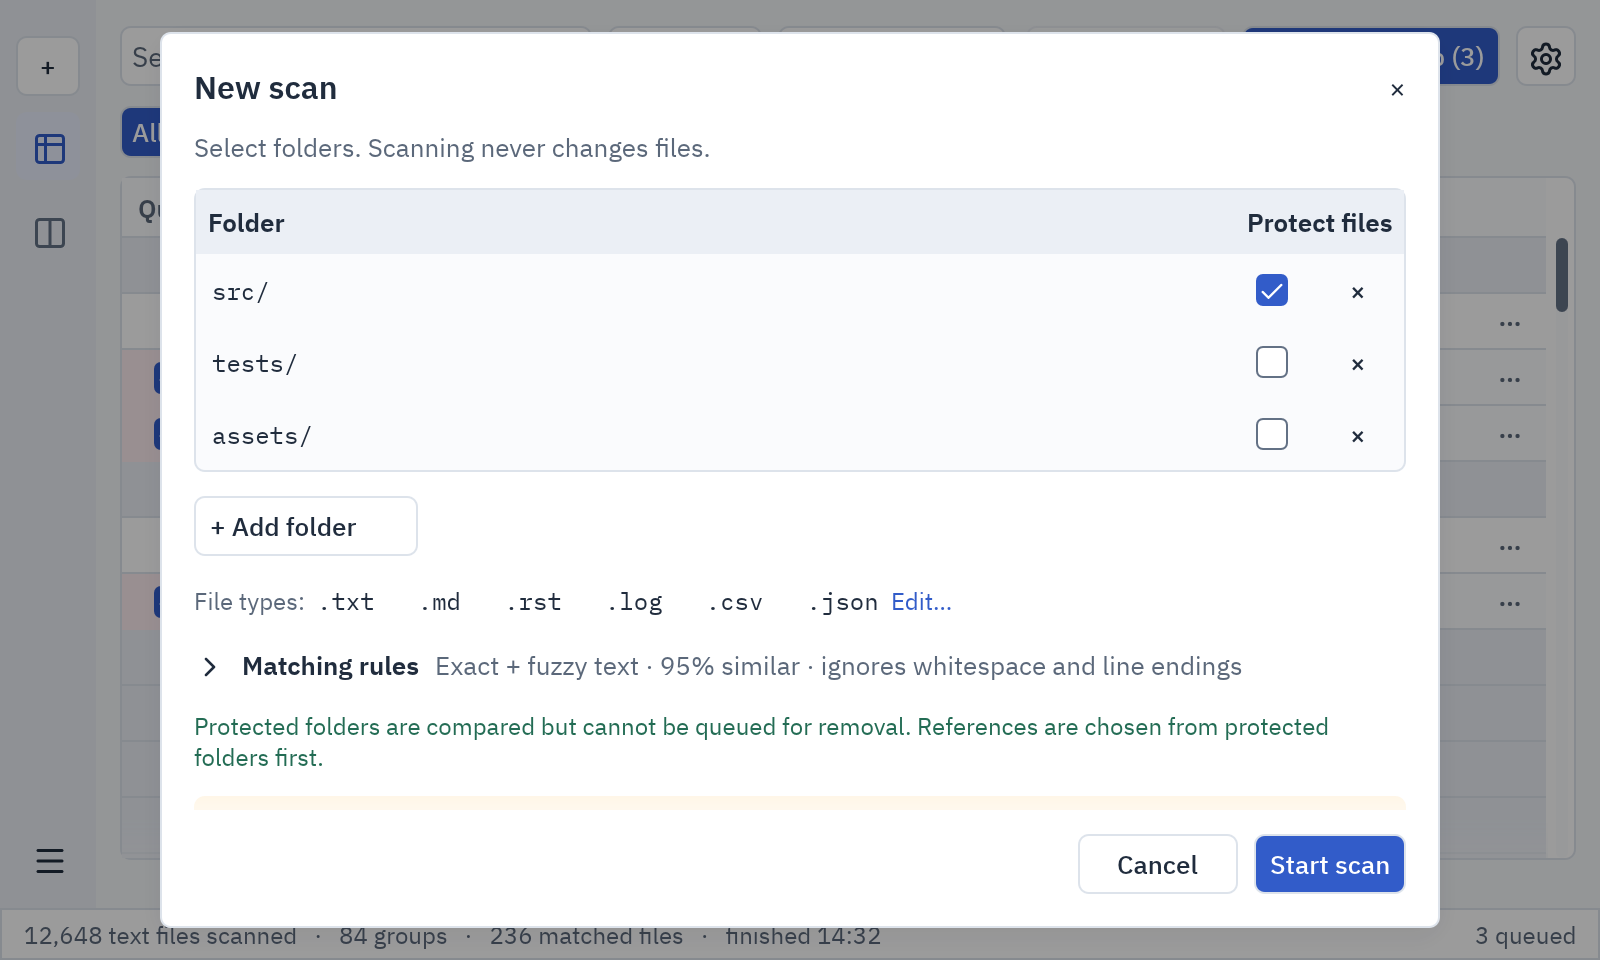 +
Se
(3)
All
New scan
×
Select folders. Scanning never changes files.
Folder Protect files
src/ ×
tests/ ×
assets/ ×
...
...
...
...
...
+ Add folder
File types: .txt .md .rst .log .csv .json Edit...
Matching rules Exact + fuzzy text · 95% similar · ignores whitespace and line endings
Protected folders are compared but cannot be queued for removal. References are chosen from protected
folders first.
Cancel Start scan
12,648 text files scanned · 84 groups · 236 matched files · finished 14:32 3 queued